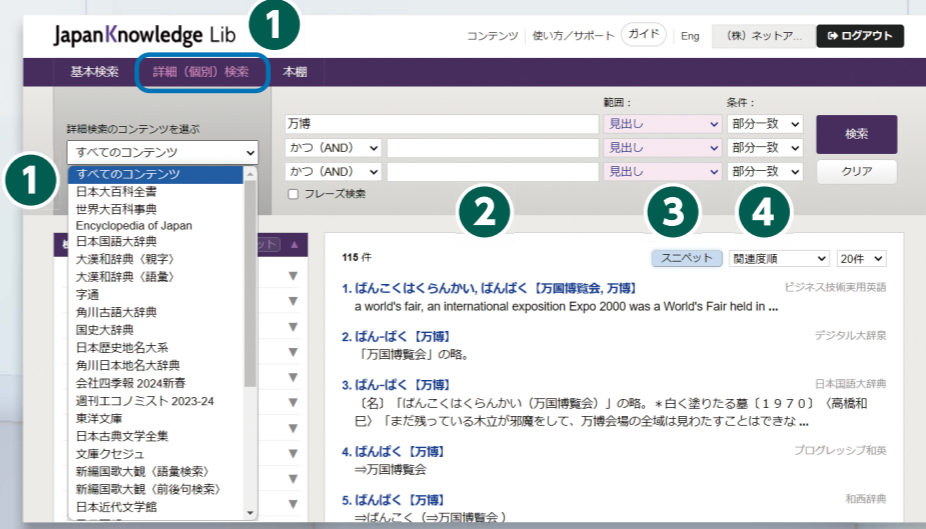 JapanKnowledge Lib
1
コンテンツ 使い方／サポート ガイド Eng （株）ネットア... ログアウト
基本検索 詳細（個別）検索 本棚
範囲： 条件：
詳細検索のコンテンツを選ぶ
すべてのコンテンツ
万博 見出し 部分一致 検索
かつ（AND） 見出し 部分一致
かつ（AND） 見出し 部分一致 クリア
フレーズ検索
1
2
3
4
すべてのコンテンツ
日本大百科全書
世界大百科事典
Encyclopedia of Japan
日本国語大辞典
大漢和辞典〈親字〉
大漢和辞典〈語彙〉
字通
角川古語大辞典
国史大辞典
日本歴史地名大系
角川日本地名大辞典
会社四季報 2024新春
週刊エコノミスト 2023-24
東洋文庫
日本古典文学全集
文庫クセジュ
新編国歌大観〈語彙検索〉
新編国歌大観〈前後句検索〉
日本近代文学館
115 件 スニペット 関連度順 20件
1. ばんこくはくらんかい, ばんぱく【万国博覧会, 万博】 ビジネス技術実用英語
a world's fair, an international exposition Expo 2000 was a World's Fair held in ...
2. ばん‐ぱく【万博】 デジタル大辞泉
「万国博覧会」の略。
3. ばん‐ぱく【万博】 日本国語大辞典
〔名〕「ばんこくはくらんかい（万国博覧会）」の略。＊白く塗りたる墓〔１９７０〕〈高橋和
巳〉「まだ残っている木立が邪魔をして、万博会場の全域は見わたすことはできな ...
4. ばんぱく【万博】 プログレッシブ和英
⇒万国博覧会
5. ばんぱく【万博】 和西辞典
⇒ばんこく（⇒万国博覧会 ）